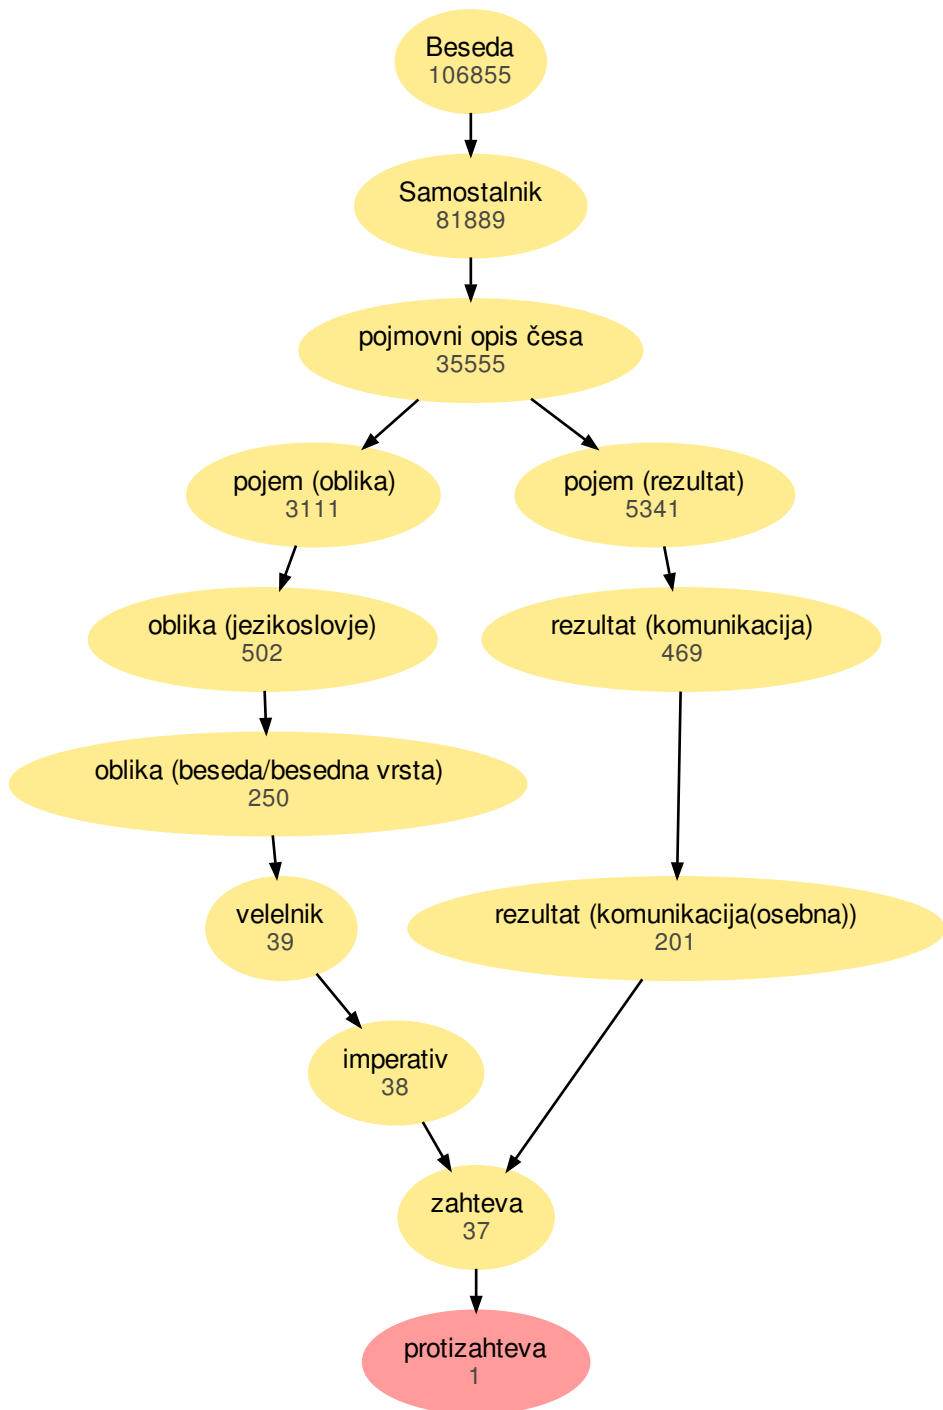 Beseda
106855
Samostalnik
81889
pojmovni opis česa
35555
pojem (oblika)
3111
pojem (rezultat)
5341
oblika (jezikoslovje)
502
rezultat (komunikacija)
469
oblika (beseda/besedna vrsta)
250
velelnik
39
rezultat (komunikacija(osebna))
201
imperativ
38
zahteva
37
protizahteva
1